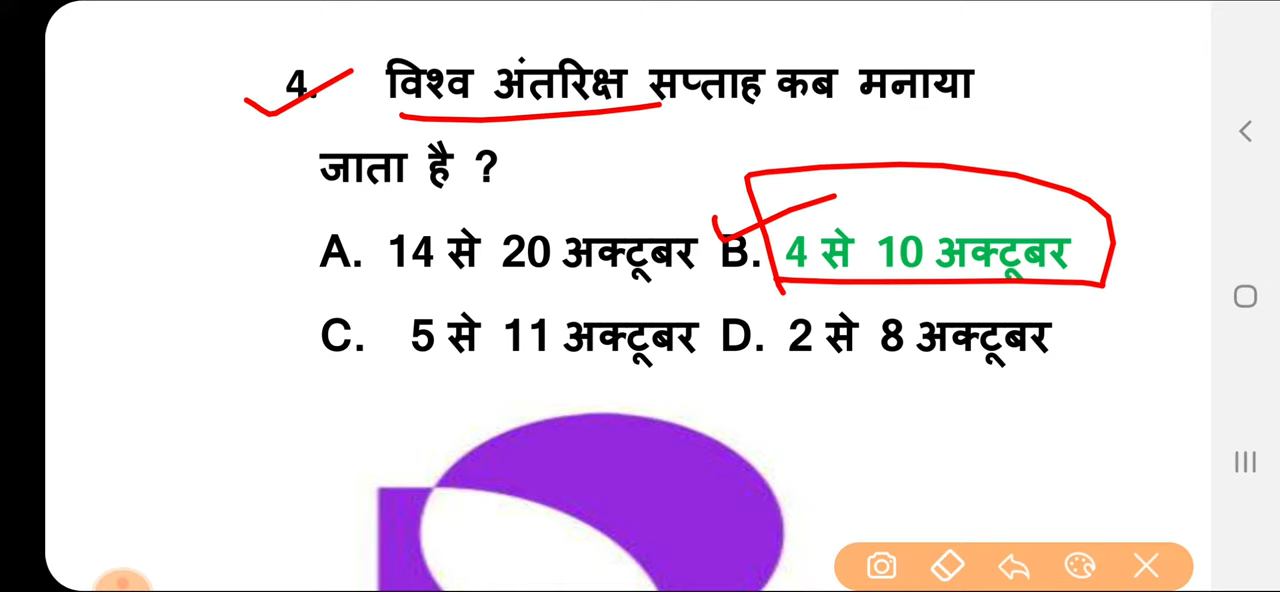 4. विश्व अंतरिक्ष सप्ताह कब मनाया
जाता है ?
A. 14 से 20 अक्टूबर B. 4 से 10 अक्टूबर
C. 5 से 11 अक्टूबर D. 2 से 8 अक्टूबर